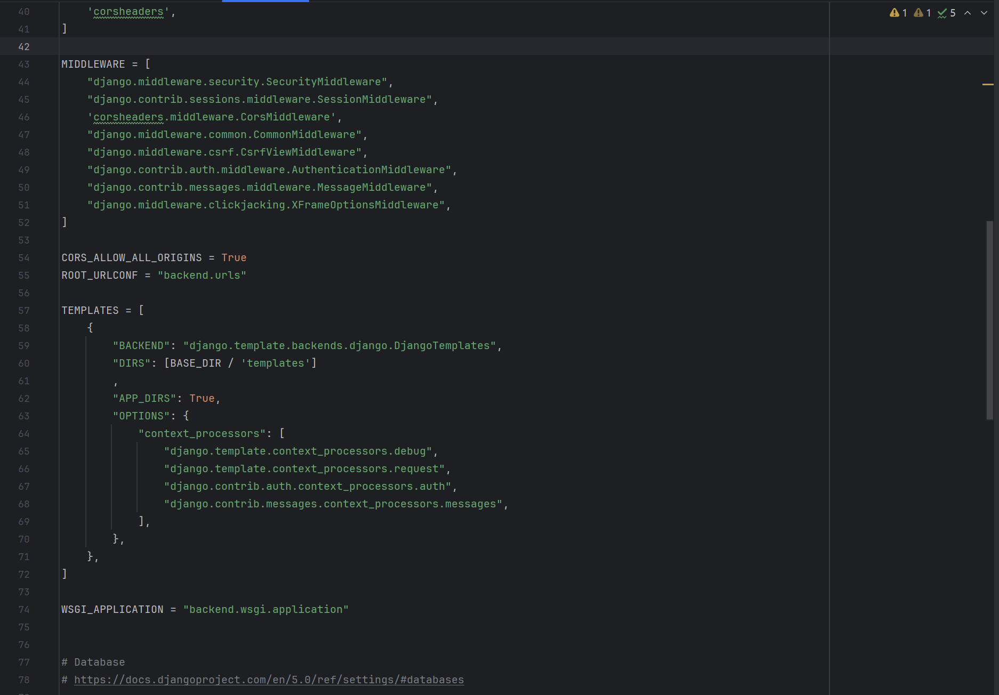 1 1 5
40 'corsheaders',
41 ]
42
43 MIDDLEWARE = [
44 "django.middleware.security.SecurityMiddleware",
45 "django.contrib.sessions.middleware.SessionMiddleware",
46 'corsheaders.middleware.CorsMiddleware',
47 "django.middleware.common.CommonMiddleware",
48 "django.middleware.csrf.CsrfViewMiddleware",
49 "django.contrib.auth.middleware.AuthenticationMiddleware",
50 "django.contrib.messages.middleware.MessageMiddleware",
51 "django.middleware.clickjacking.XFrameOptionsMiddleware",
52 ]
53
54 CORS_ALLOW_ALL_ORIGINS = True
55 ROOT_URLCONF = "backend.urls"
56
57 TEMPLATES = [
58 {
59 "BACKEND": "django.template.backends.django.DjangoTemplates",
60 "DIRS": [BASE_DIR / 'templates']
61 ,
62 "APP_DIRS": True,
63 "OPTIONS": {
64 "context_processors": [
65 "django.template.context_processors.debug",
66 "django.template.context_processors.request",
67 "django.contrib.auth.context_processors.auth",
68 "django.contrib.messages.context_processors.messages",
69 ],
70 },
71 },
72 ]
73
74 WSGI_APPLICATION = "backend.wsgi.application"
75
76
77 # Database
78 # https://docs.djangoproject.com/en/5.0/ref/settings/#databases